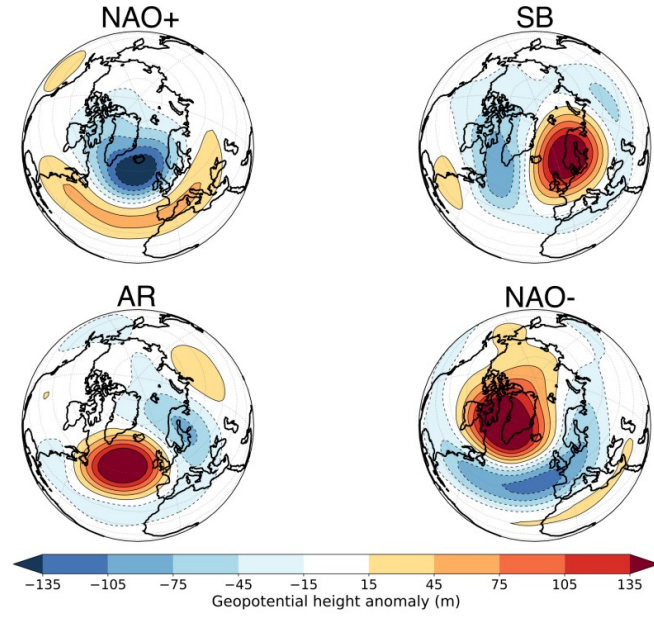 NAO+
SB
AR
NAO-
−135 −105 −75 −45 −15 15 45 75 105 135
Geopotential height anomaly (m)